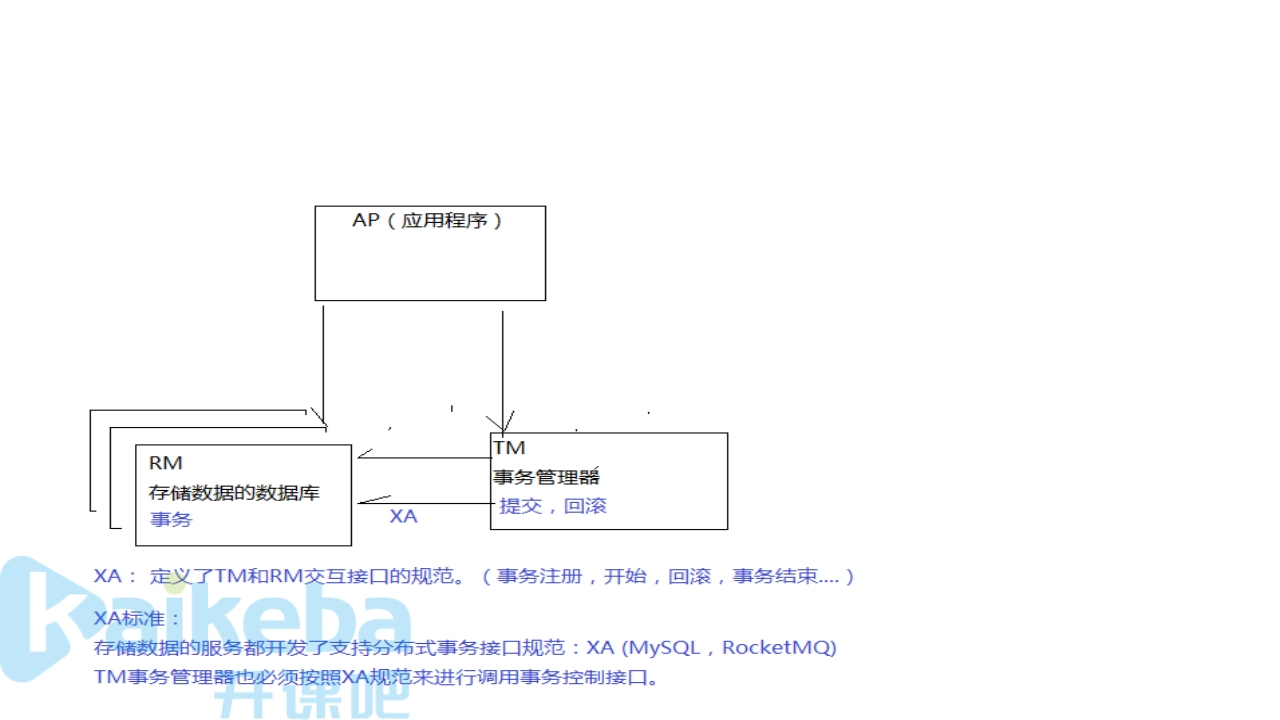 AP（应用程序）
RM
存储数据的数据库
事务
TM
事务管理器
提交，回滚
XA
XA： 定义了TM和RM交互接口的规范。（事务注册，开始，回滚，事务结束....）
XA标准：
存储数据的服务都开发了支持分布式事务接口规范：XA (MySQL，RocketMQ)
TM事务管理器也必须按照XA规范来进行调用事务控制接口。
kaikeba
开课吧